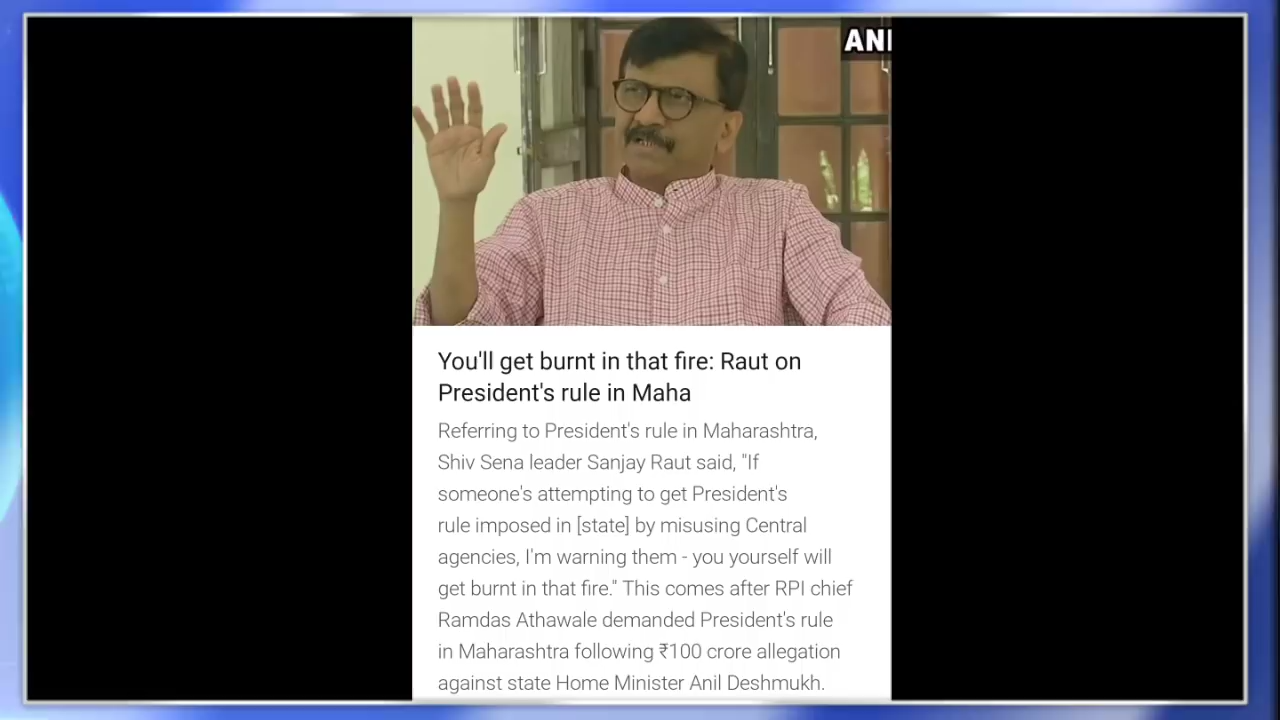 ANI
You'll get burnt in that fire: Raut on
President's rule in Maha
Referring to President's rule in Maharashtra,
Shiv Sena leader Sanjay Raut said, "If
someone's attempting to get President's
rule imposed in [state] by misusing Central
agencies, I'm warning them - you yourself will
get burnt in that fire." This comes after RPI chief
Ramdas Athawale demanded President's rule
in Maharashtra following ₹100 crore allegation
against state Home Minister Anil Deshmukh.